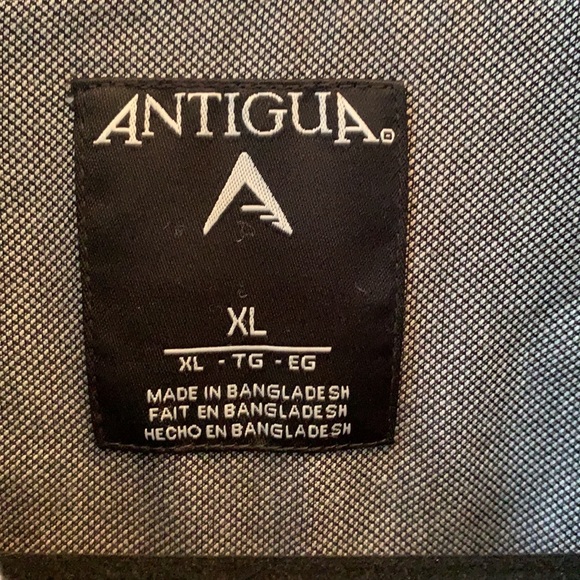 ANTIGUA
XL
XL - TG - EG
MADE IN BANGLADESH
FAIT EN BANGLADESH
HECHO EN BANGLADESH